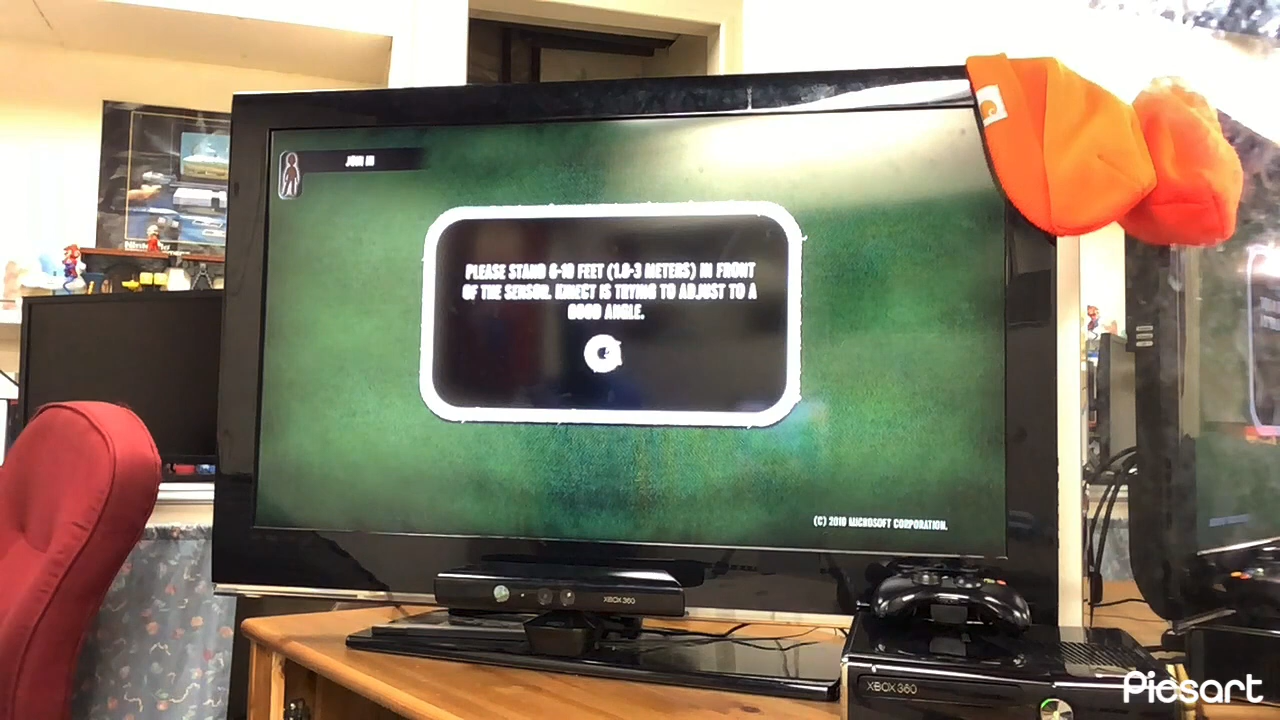 JOIN IN
PLEASE STAND 6-10 FEET (1.8-3 METERS) IN FRONT
OF THE SENSOR. KINECT IS TRYING TO ADJUST TO A
GOOD ANGLE.
(C) 2010 MICROSOFT CORPORATION.
XBOX 360
XBOX 360
Picsart